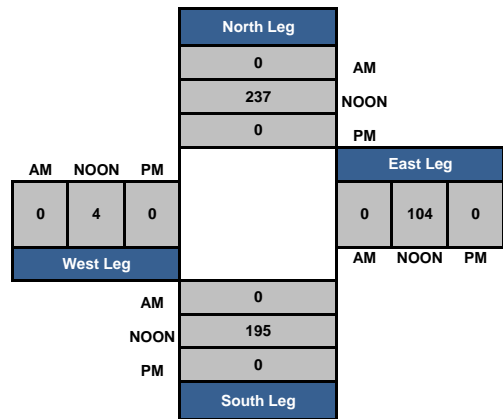 North Leg
0 AM
237 NOON
0 PM
AM NOON PM East Leg
0 4 0 0 104 0
West Leg AM NOON PM
AM 0
NOON 195
PM 0
South Leg